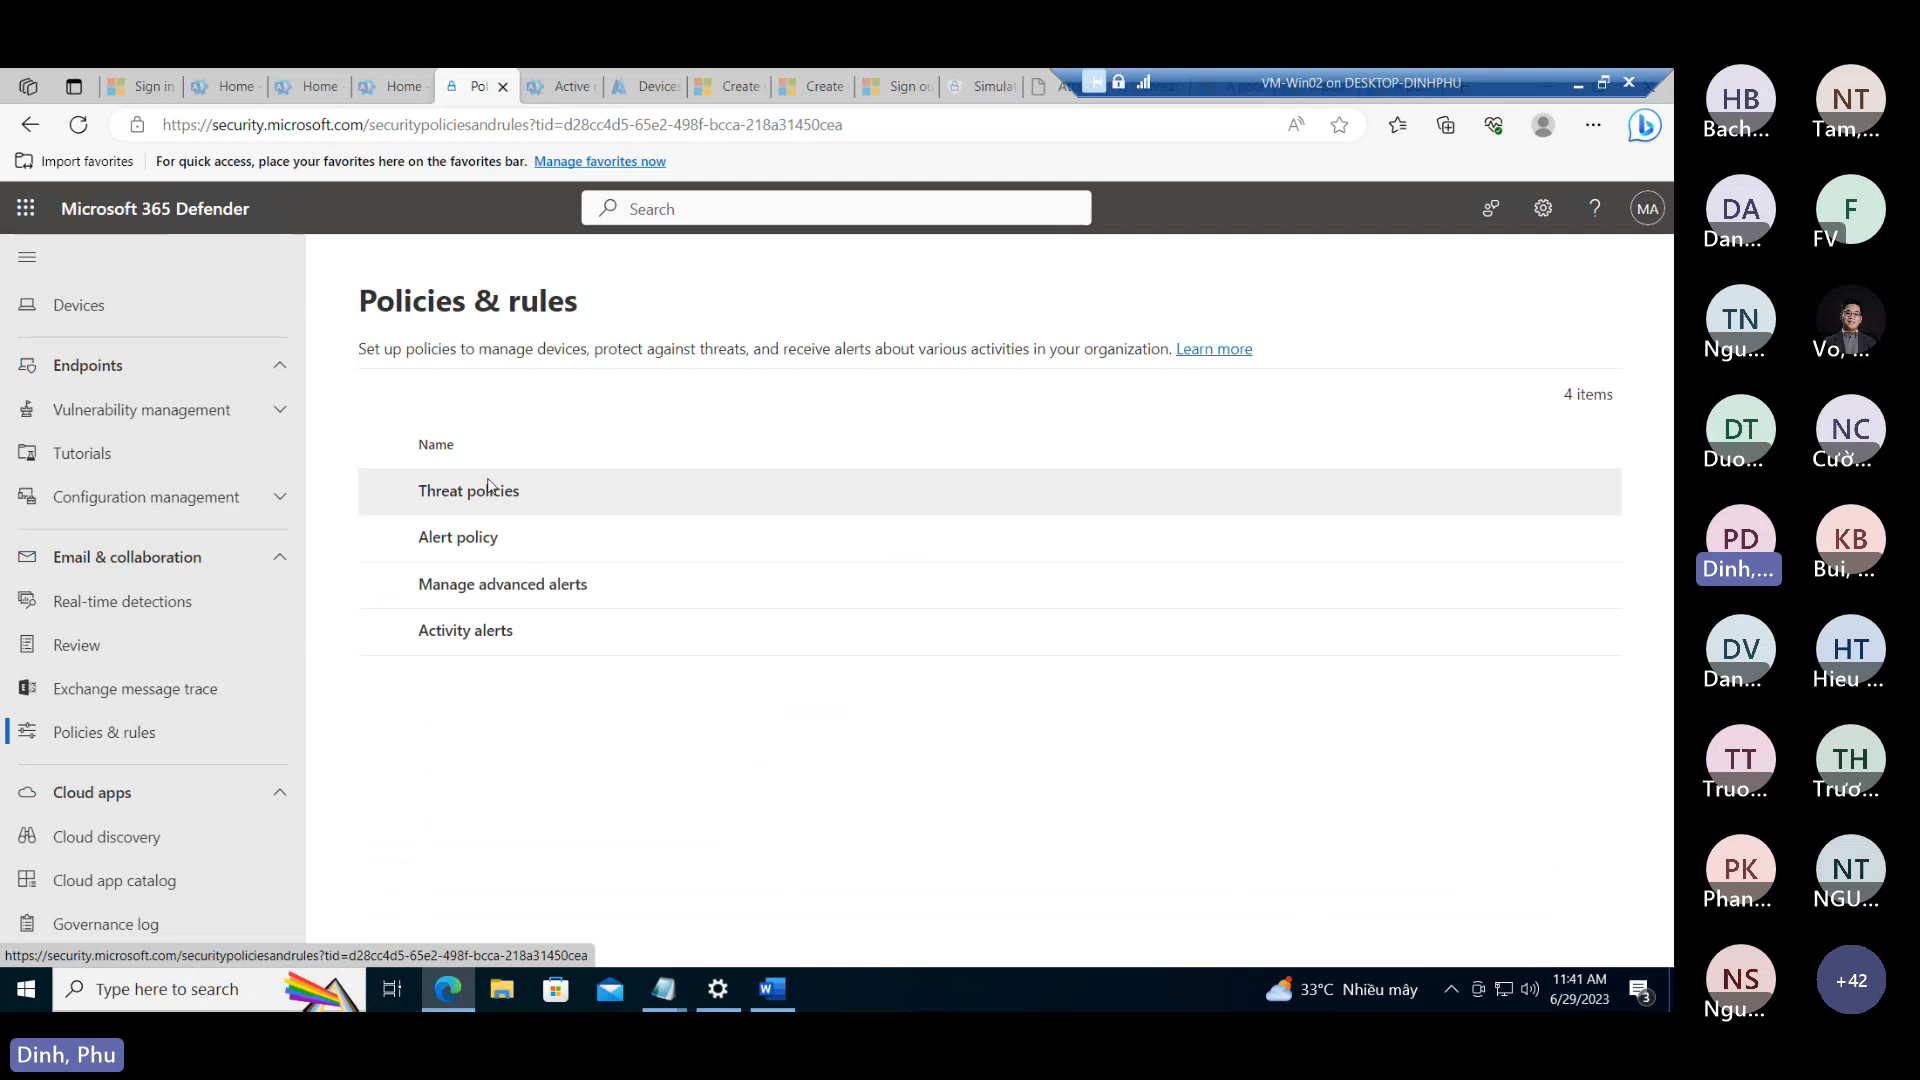 Sign in
Home
Home
Home
Pol
Active
Devices
Create
Create
Sign ou
Simulat
VM-Win02 on DESKTOP-DINHPHU
https://security.microsoft.com/securitypoliciesandrules?tid=d28cc4d5-65e2-498f-bcca-218a31450cea
Import favorites
For quick access, place your favorites here on the favorites bar. Manage favorites now
Microsoft 365 Defender
Search
MA
Devices
Endpoints
Vulnerability management
Tutorials
Configuration management
Email & collaboration
Real-time detections
Review
Exchange message trace
Policies & rules
Cloud apps
Cloud discovery
Cloud app catalog
Governance log
Policies & rules
Set up policies to manage devices, protect against threats, and receive alerts about various activities in your organization. Learn more
4 items
Name
Threat policies
Alert policy
Manage advanced alerts
Activity alerts
https://security.microsoft.com/securitypoliciesandrules?tid=d28cc4d5-65e2-498f-bcca-218a31450cea
Type here to search
33°C Nhiều mây
11:41 AM
6/29/2023
3
HB
Bach...
NT
Tam,...
DA
Dan...
F
FV
TN
Ngu...
Vo, ...
DT
Duo...
NC
Cườ...
PD
Dinh,...
KB
Bui, ...
DV
Dan...
HT
Hieu ...
TT
Truo...
TH
Trươ...
PK
Phan...
NT
NGU...
NS
Ngu...
+42
Dinh, Phu